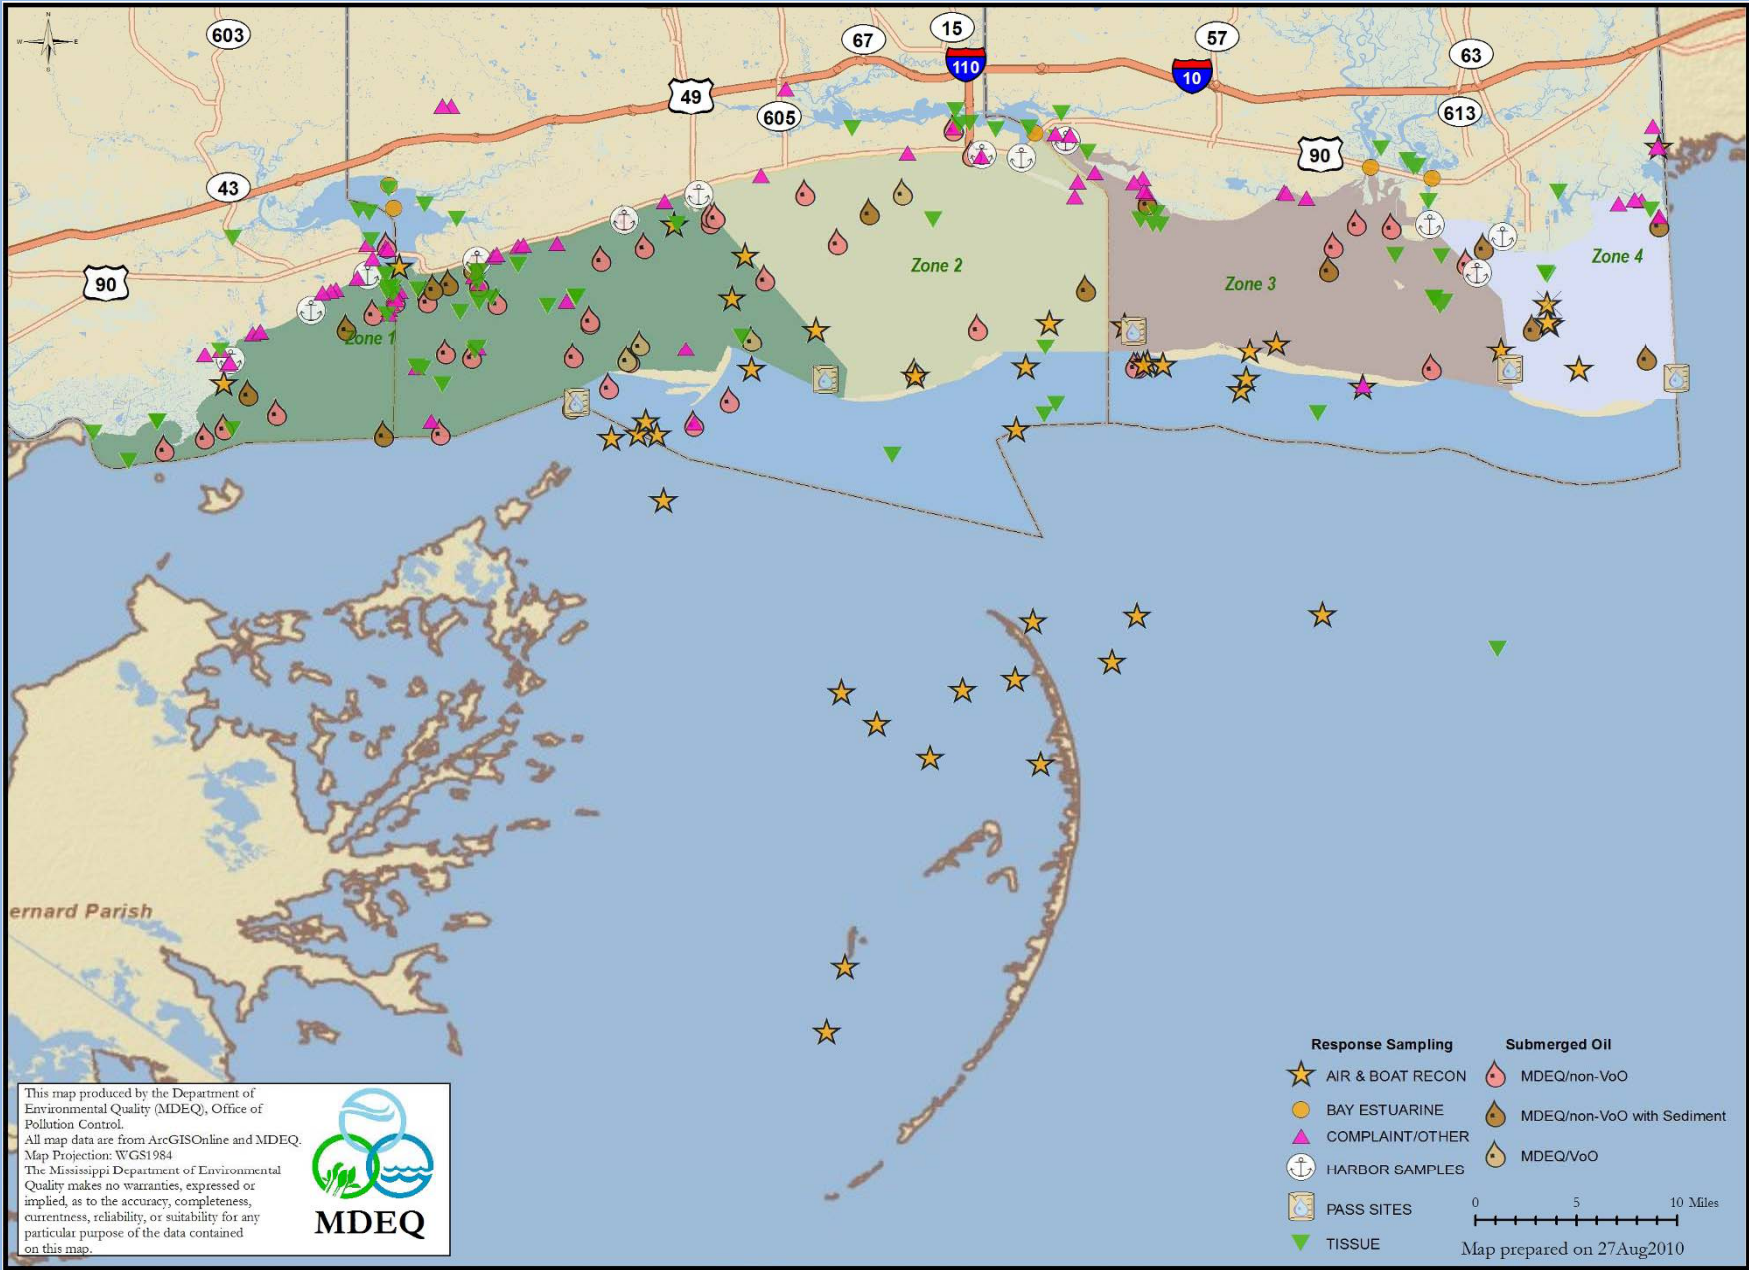 N
W E
S
603
67
15
57
63
110
10
49
605
613
90
43
90
Zone 1
Zone 2
Zone 3
Zone 4
ernard Parish
Response Sampling
AIR & BOAT RECON
BAY ESTUARINE
COMPLAINT/OTHER
HARBOR SAMPLES
PASS SITES
TISSUE
Submerged Oil
MDEQ/non-VoO
MDEQ/non-VoO with Sediment
MDEQ/VoO
0 5 10 Miles
Map prepared on 27Aug2010
This map produced by the Department of
Environmental Quality (MDEQ), Office of
Pollution Control.
All map data are from ArcGISOnline and MDEQ.
Map Projection: WGS1984
The Mississippi Department of Environmental
Quality makes no warranties, expressed or
implied, as to the accuracy, completeness,
currentness, reliability, or suitability for any
particular purpose of the data contained
on this map.
MDEQ